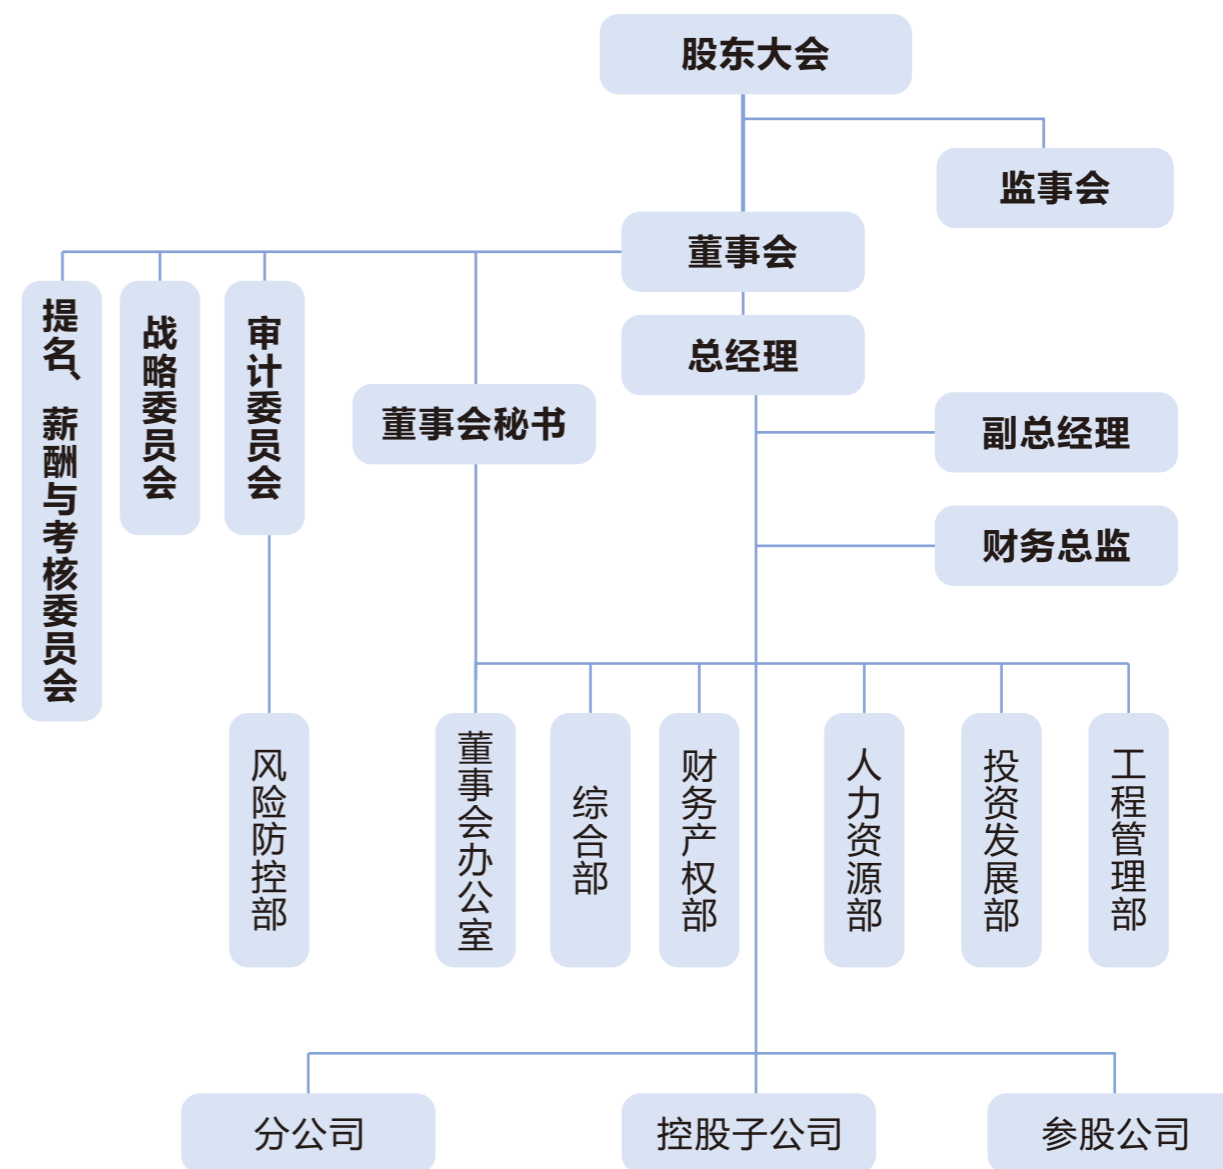 股东大会
监事会
董事会
总经理
提名、薪酬与考核委员会
战略委员会
审计委员会
董事会秘书
副总经理
财务总监
风险防控部
董事会办公室
综合部
财务产权部
人力资源部
投资发展部
工程管理部
分公司
控股子公司
参股公司